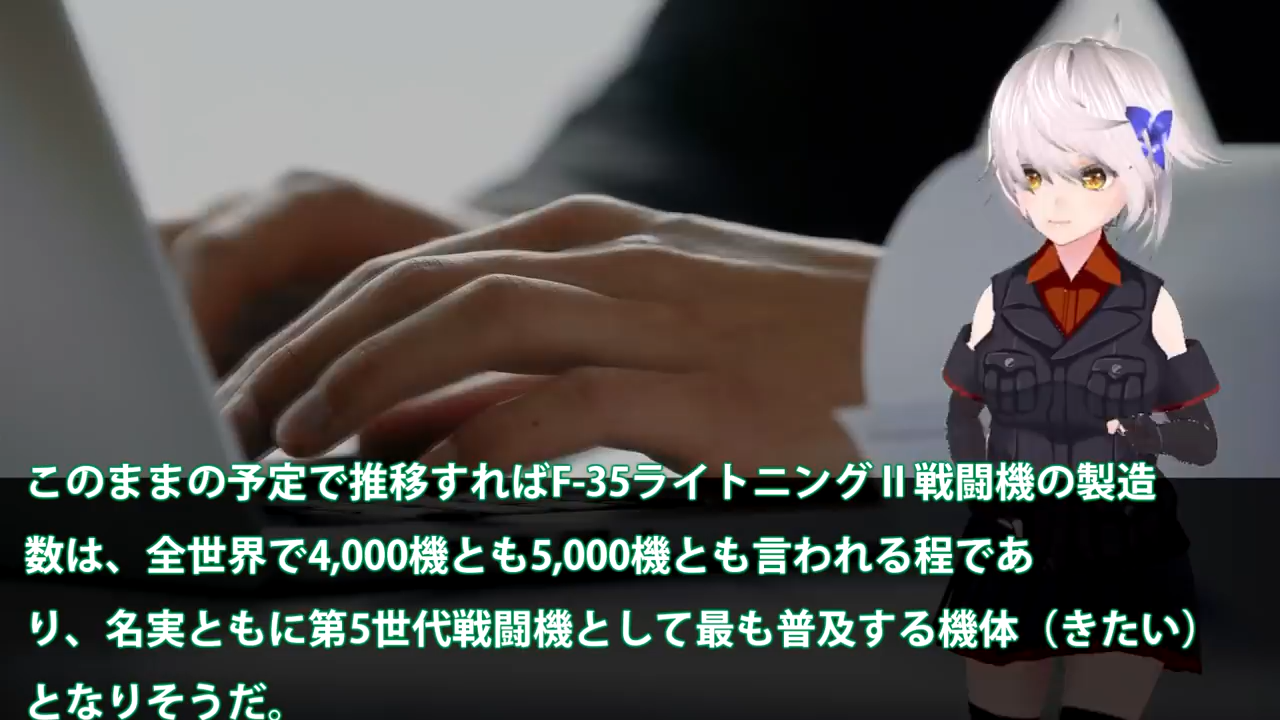 このままの予定で推移すればF-35ライトニングⅡ戦闘機の製造
数は、全世界で4,000機とも5,000機とも言われる程であ
り、名実ともに第5世代戦闘機として最も普及する機体（きたい）
となりそうだ。